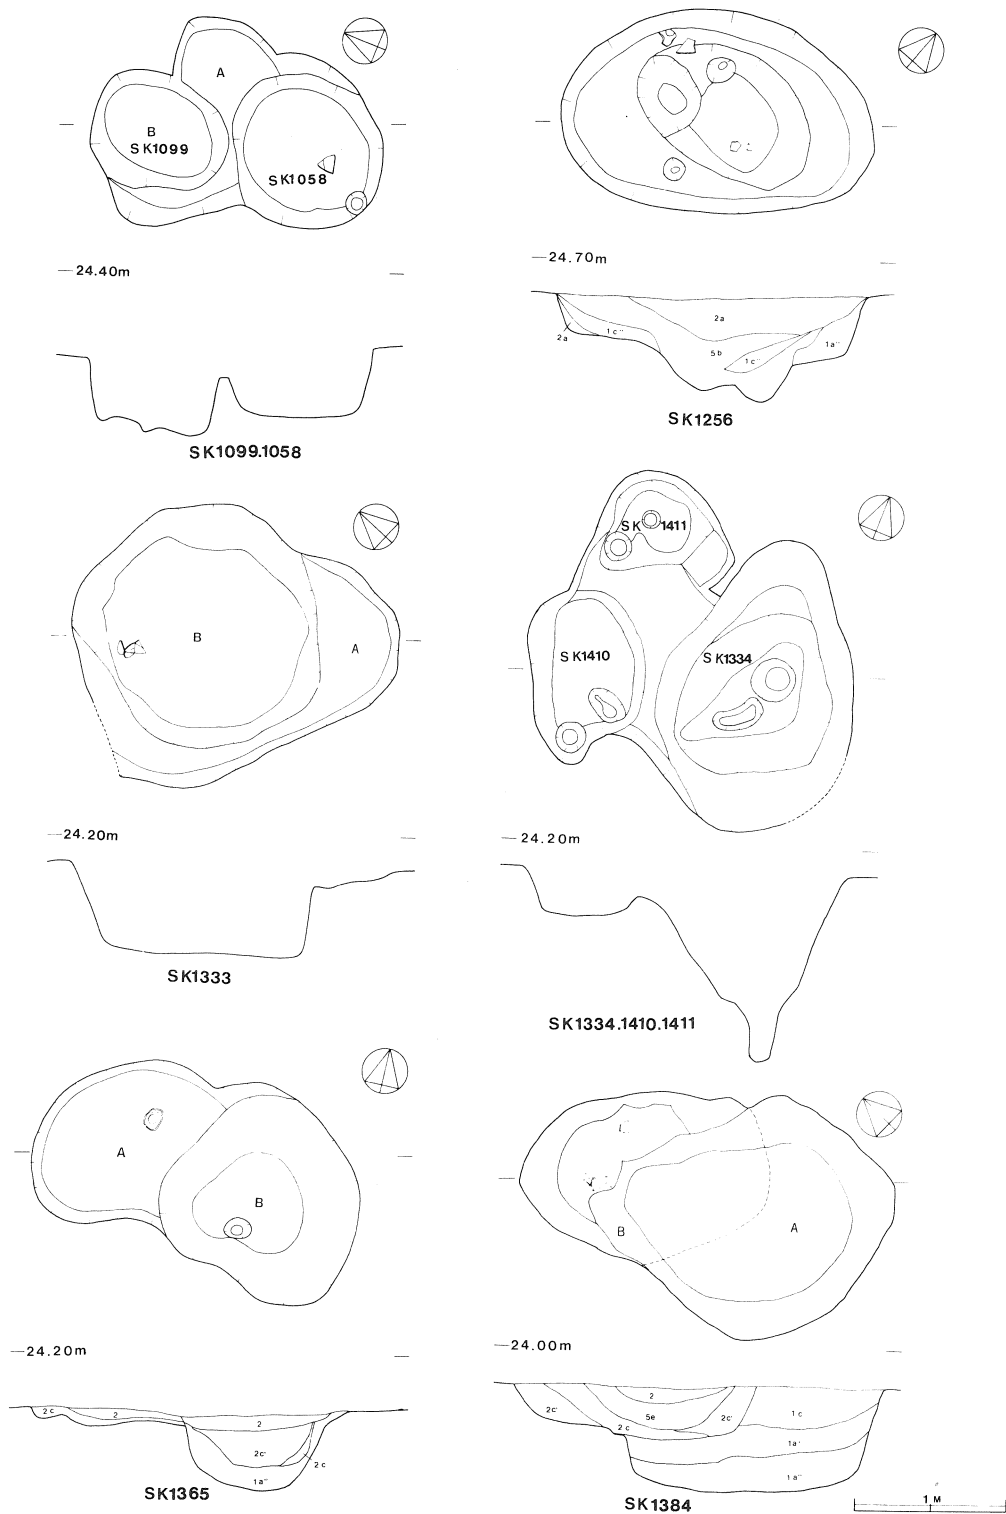 A
B
SK1099
SK1058
24.40m
SK1099.1058
24.70m
2a
1c''
2a
5b
1c''
1a''
SK1256
B
A
24.20m
SK1333
SK 1411
SK1410
SK1334
24.20m
SK1334.1410.1411
A
B
24.20m
2c
2
2
2c'
2c
1a''
SK1365
B
A
24.00m
2
2c'
5e
2c'
1c
2c
1a'
1a''
SK1384
1 M